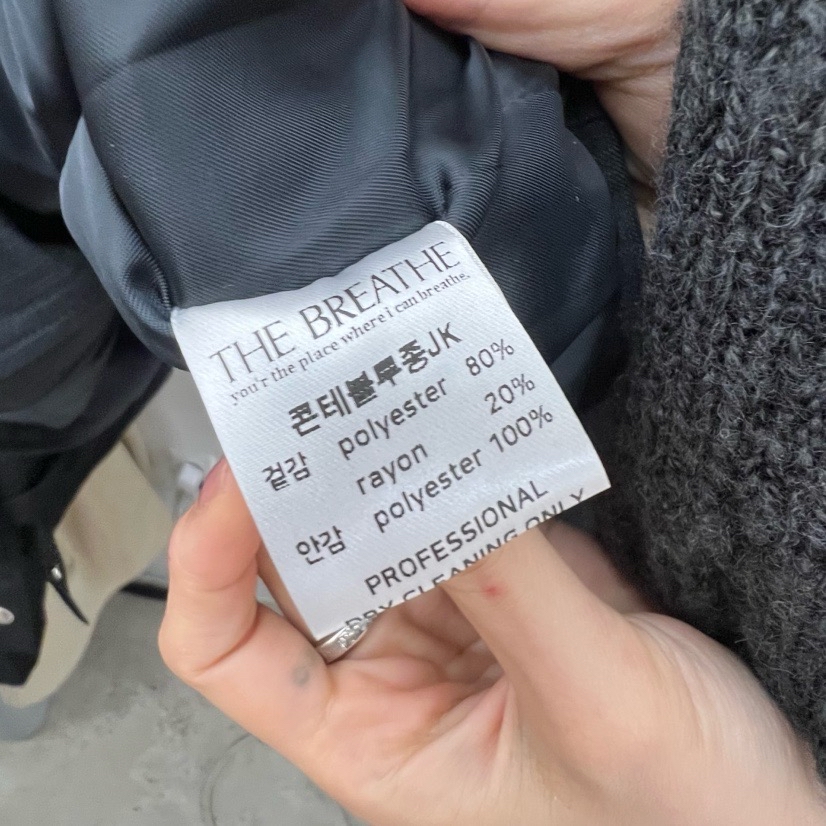 THE BREATHE
you'r the place where i can breathe.
콘테블루종JK
겉감 polyester 80%
rayon 20%
안감 polyester 100%
PROFESSIONAL
DRY CLEANING ONLY